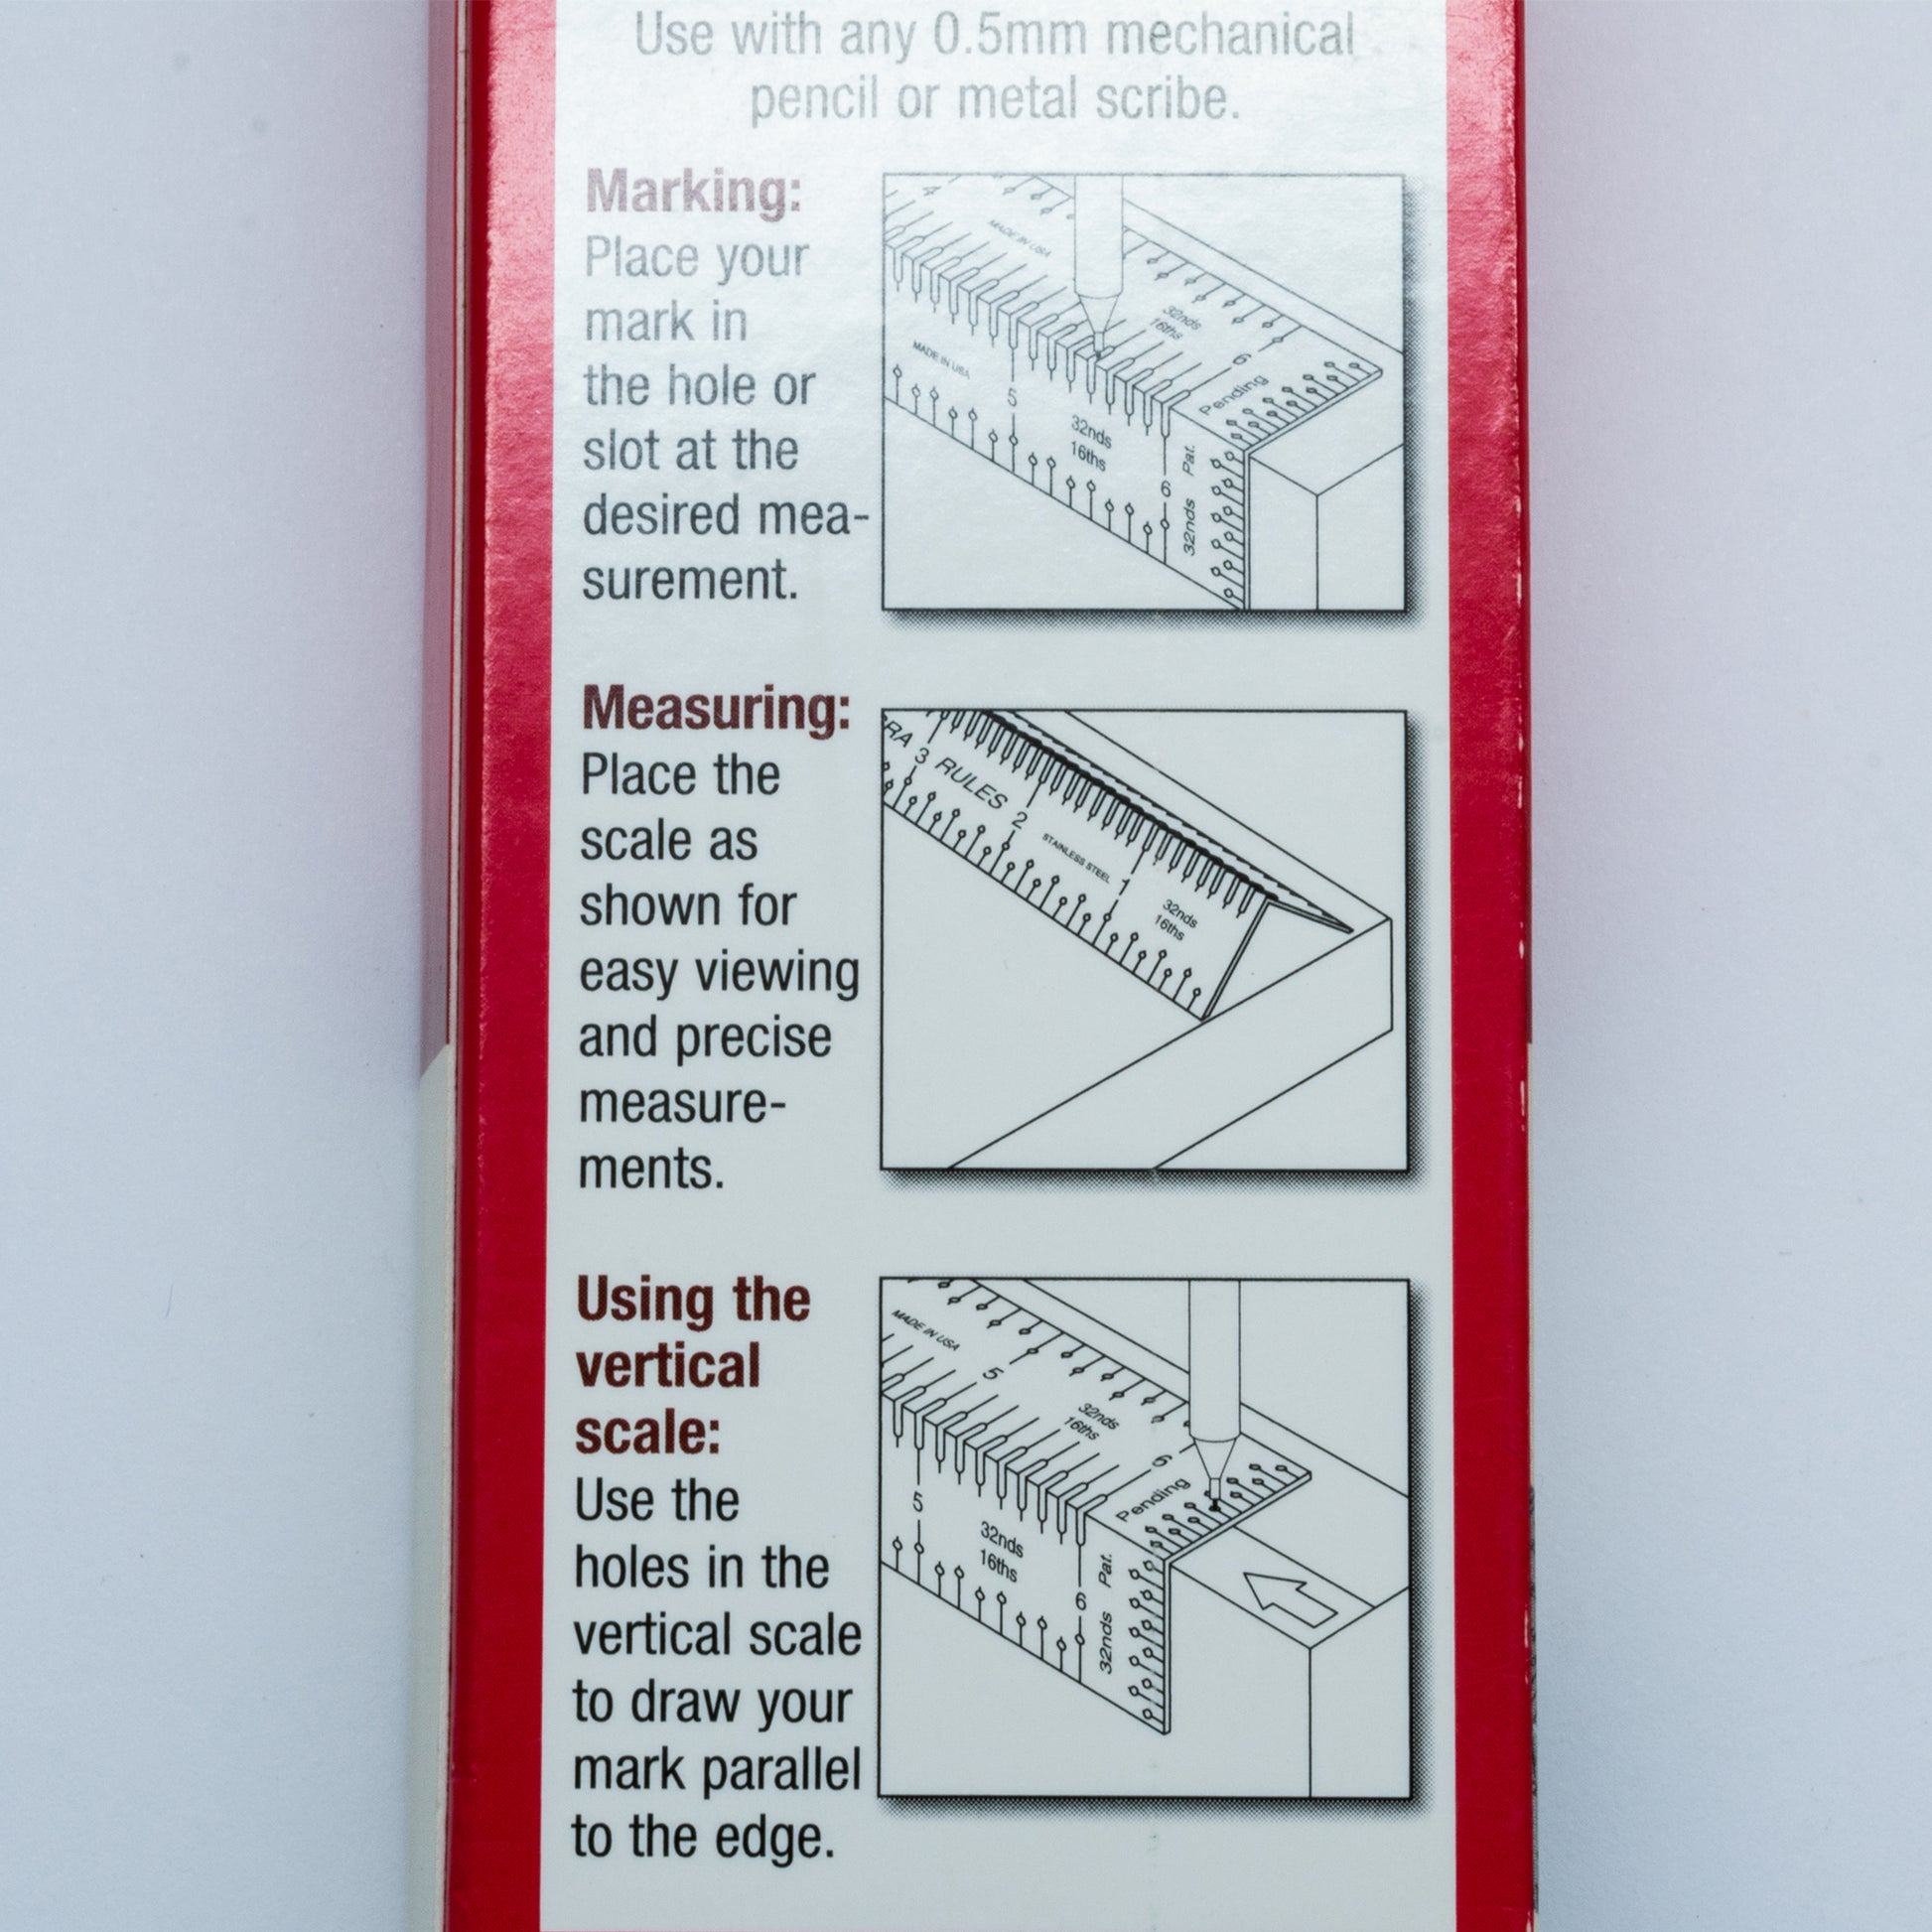 Use with any 0.5mm mechanical
pencil or metal scribe.
Marking:
Place your
mark in
the hole or
slot at the
desired mea-
surement.
4
MADE IN USA
32nds
16ths
6
Pending
MADE IN USA
5
32nds
16ths
6
Pat.
32nds
Measuring:
Place the
scale as
shown for
easy viewing
and precise
measure-
ments.
RA 3 RULES 2
STAINLESS STEEL
1
32nds
16ths
Using the
vertical
scale:
Use the
holes in the
vertical scale
to draw your
mark parallel
to the edge.
MADE IN USA
5
32nds
16ths
6
Pending
5
32nds
16ths
6
Pat.
32nds